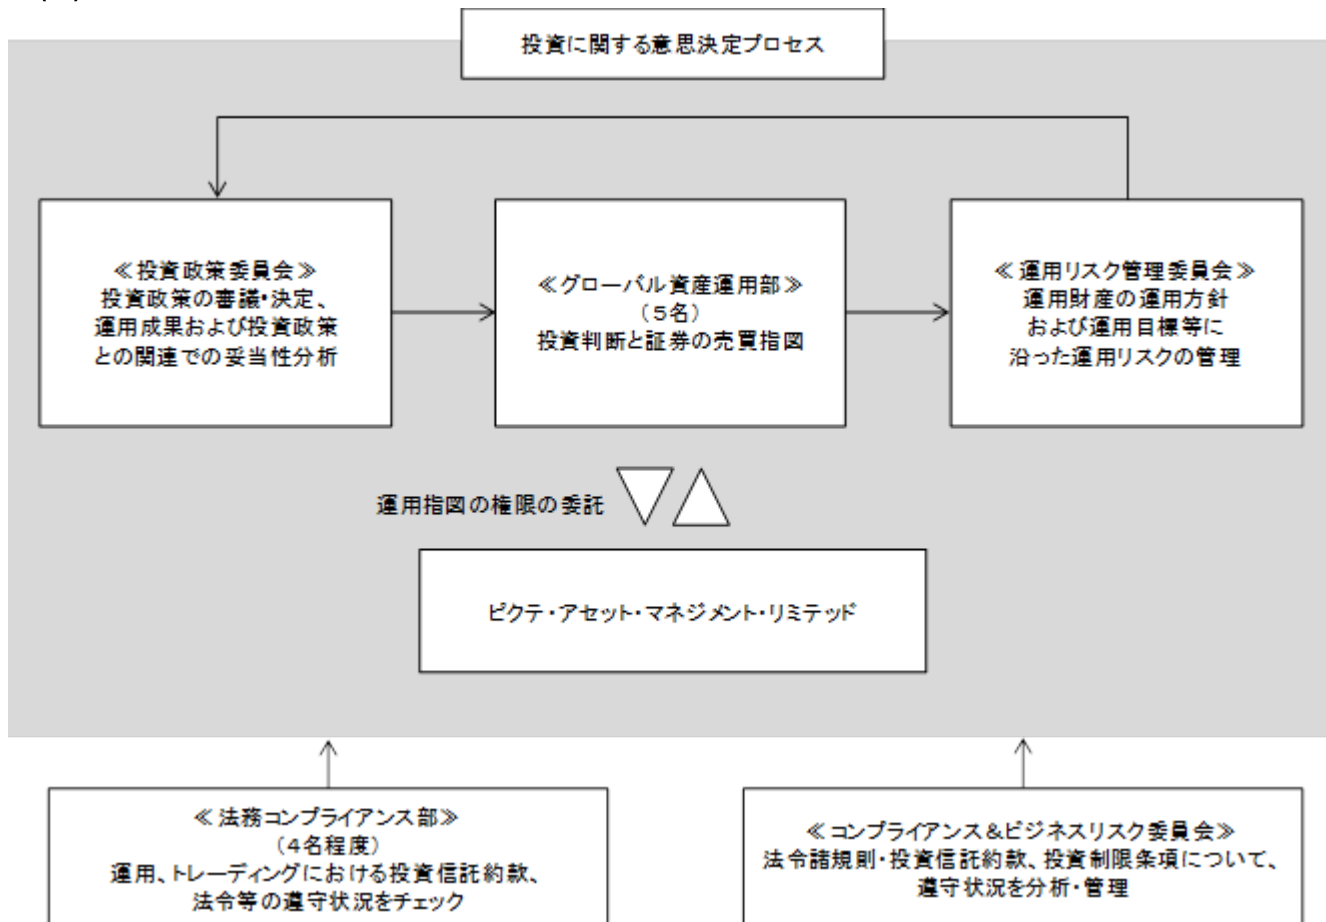 投資に関する意思決定プロセス
≪投資政策委員会≫
投資政策の審議・決定、
運用成果および投資政策
との関連での妥当性分析
≪グローバル資産運用部≫
(5名)
投資判断と証券の売買指図
≪運用リスク管理委員会≫
運用財産の運用方針
および運用目標等に
沿った運用リスクの管理
運用指図の権限の委託
ピクテ・アセット・マネジメント・リミテッド
≪法務コンプライアンス部≫
(4名程度)
運用、トレーディングにおける投資信託約款、
法令等の遵守状況をチェック
≪コンプライアンス&ビジネスリスク委員会≫
法令諸規則・投資信託約款、投資制限条項について、
遵守状況を分析・管理